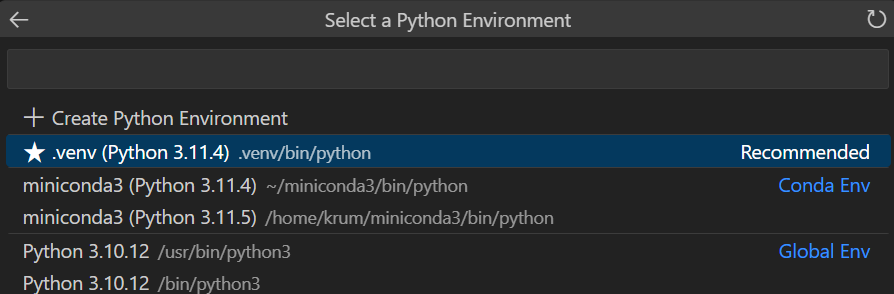 Select a Python Environment
Create Python Environment
.venv (Python 3.11.4) .venv/bin/python Recommended
miniconda3 (Python 3.11.4) ~/miniconda3/bin/python Conda Env
miniconda3 (Python 3.11.5) /home/krum/miniconda3/bin/python
Python 3.10.12 /usr/bin/python3 Global Env
Python 3.10.12 /bin/python3